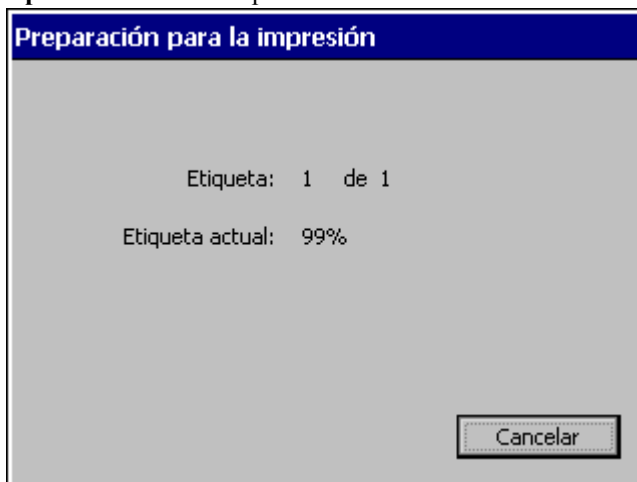 Preparación para la impresión
Etiqueta: 1 de 1
Etiqueta actual: 99%
Cancelar